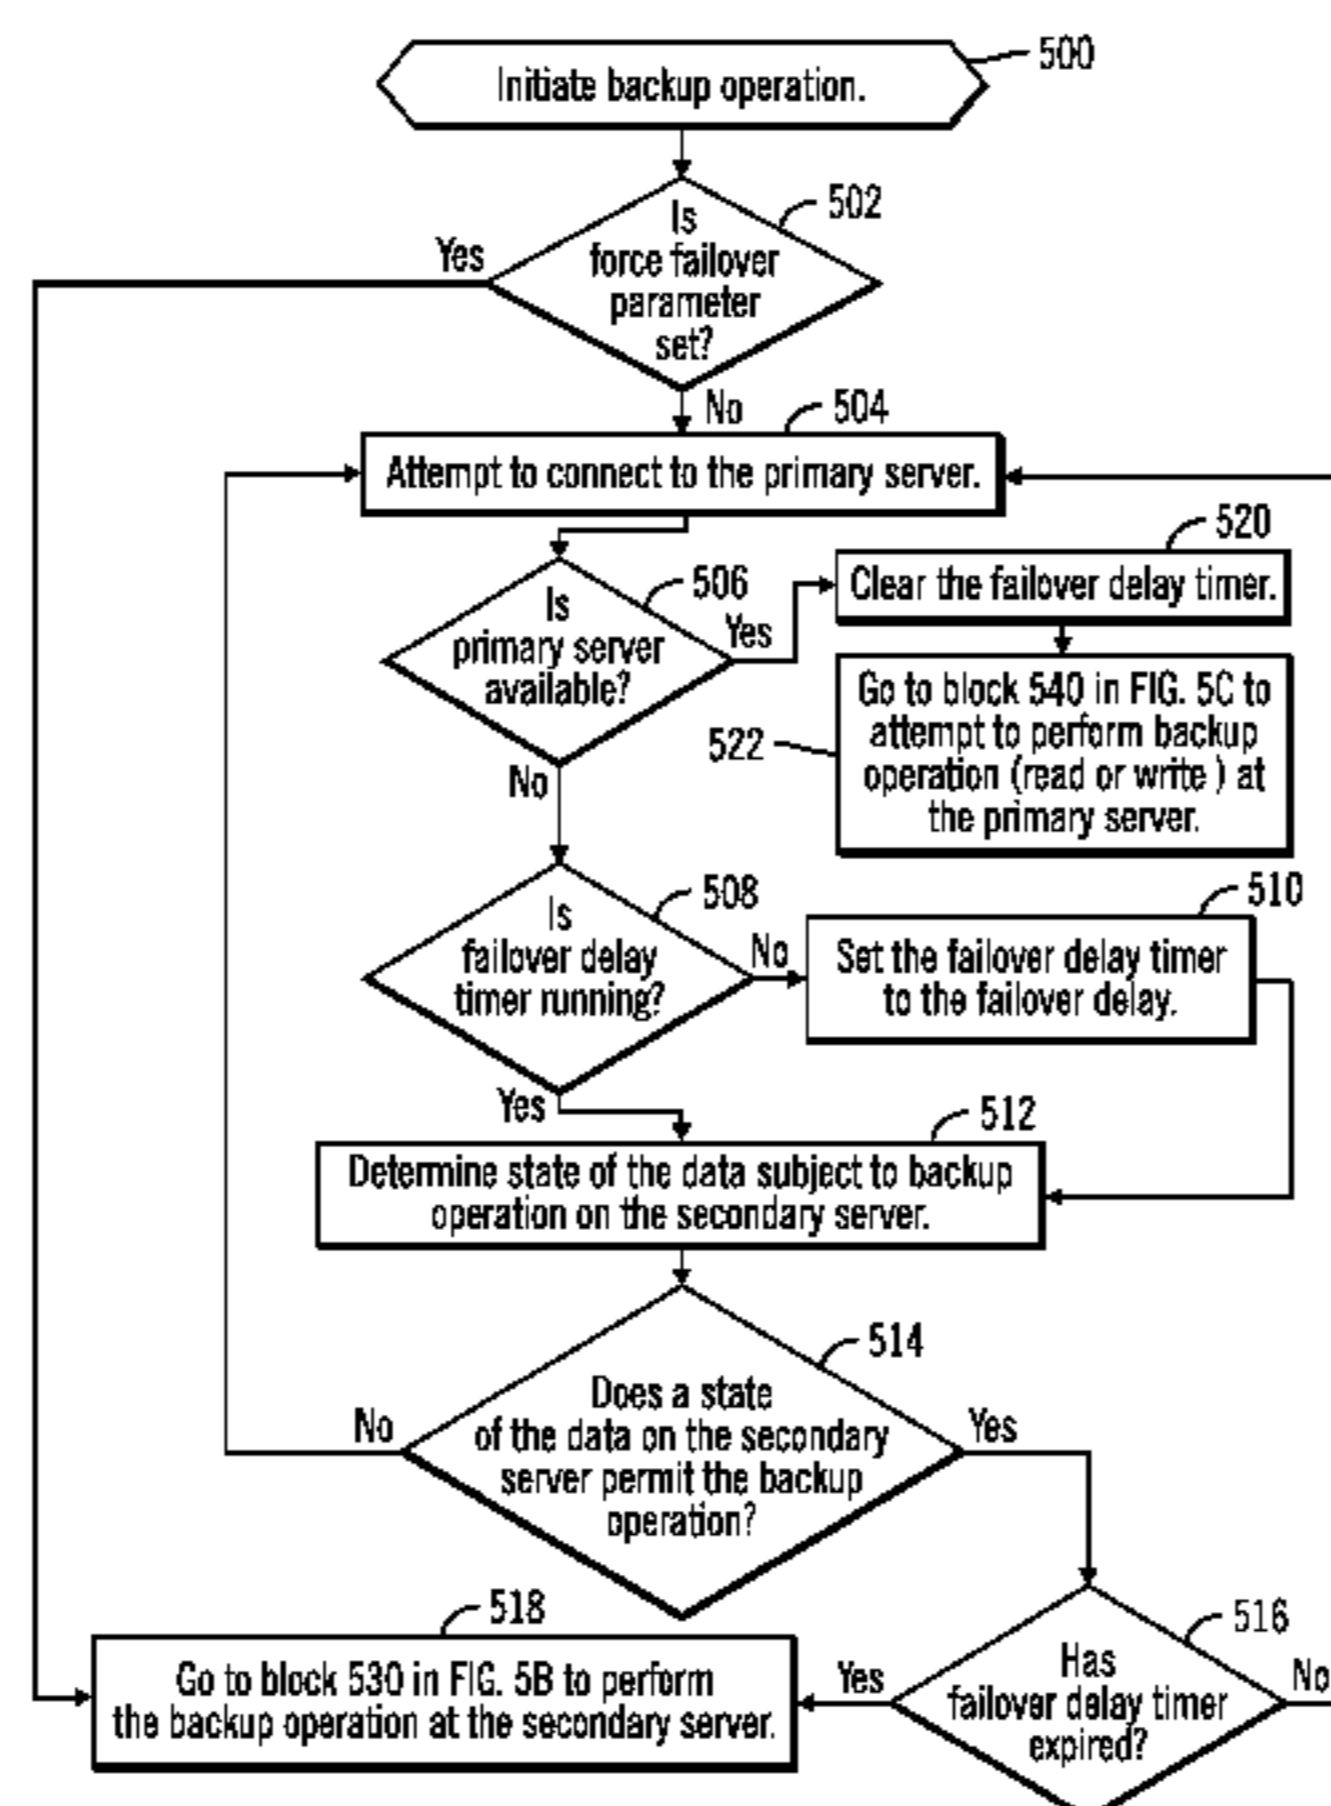 Initiate backup operation.
500
Is
force failover
parameter
set?
502
Yes
No
504
Attempt to connect to the primary server.
520
Clear the failover delay timer.
Is
primary server
available?
506
Yes
No
Go to block 540 in FIG. 5C to
attempt to perform backup
operation (read or write ) at
the primary server.
522
Is
failover delay
timer running?
508
No
Yes
510
Set the failover delay timer
to the failover delay.
512
Determine state of the data subject to backup
operation on the secondary server.
514
Does a state
of the data on the secondary
server permit the backup
operation?
No
Yes
518
Go to block 530 in FIG. 5B to perform
the backup operation at the secondary server.
516
Has
failover delay timer
expired?
Yes
No